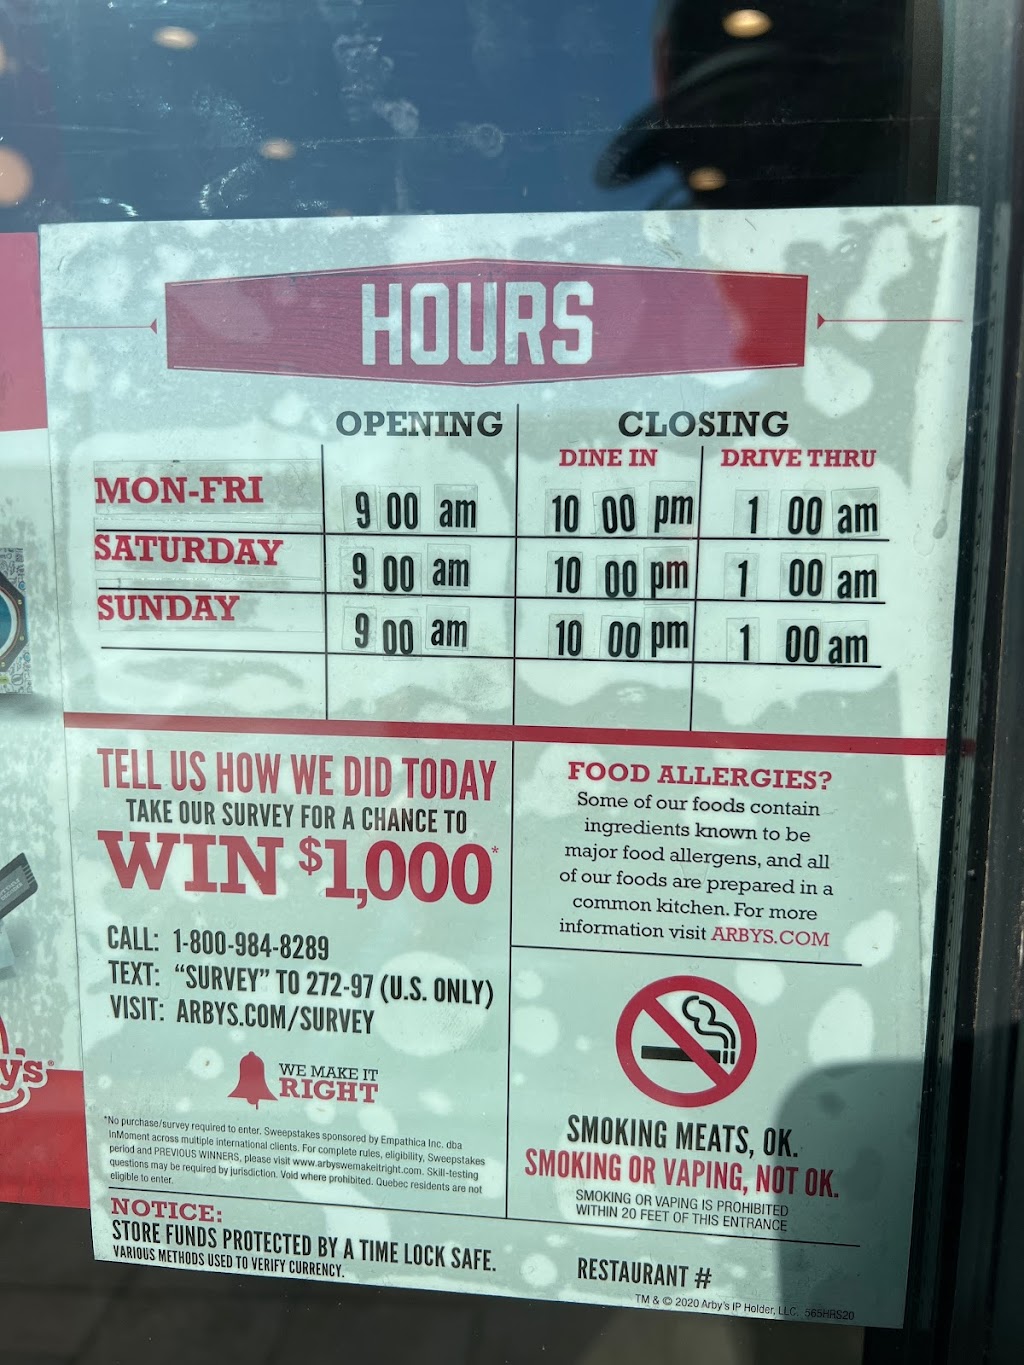 HOURS
OPENING CLOSING
DINE IN DRIVE THRU
MON-FRI 9 00 am 10 00 pm 1 00 am
SATURDAY 9 00 am 10 00 pm 1 00 am
SUNDAY 9 00 am 10 00 pm 1 00 am
TELL US HOW WE DID TODAY
TAKE OUR SURVEY FOR A CHANCE TO
WIN $1,000*
CALL: 1-800-984-8289
TEXT: “SURVEY” TO 272-97 (U.S. ONLY)
VISIT: ARBYS.COM/SURVEY
WE MAKE IT
RIGHT
*No purchase/survey required to enter. Sweepstakes sponsored by Empathica Inc. dba
InMoment across multiple international clients. For complete rules, eligibility, Sweepstakes
period and PREVIOUS WINNERS, please visit www.arbyswemakeitright.com. Skill-testing
questions may be required by jurisdiction. Void where prohibited. Quebec residents are not
eligible to enter.
FOOD ALLERGIES?
Some of our foods contain
ingredients known to be
major food allergens, and all
of our foods are prepared in a
common kitchen. For more
information visit ARBYS.COM
SMOKING MEATS, OK.
SMOKING OR VAPING, NOT OK.
SMOKING OR VAPING IS PROHIBITED
WITHIN 20 FEET OF THIS ENTRANCE
NOTICE:
STORE FUNDS PROTECTED BY A TIME LOCK SAFE.
VARIOUS METHODS USED TO VERIFY CURRENCY.
RESTAURANT #
TM & © 2020 Arby's IP Holder, LLC. 565HRS20
y's